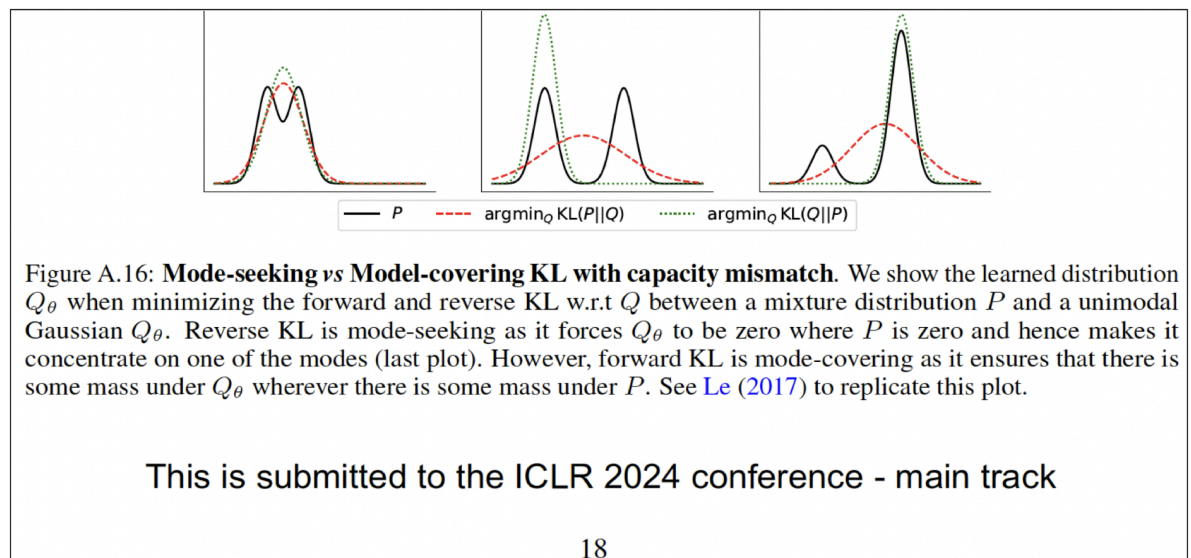 P argmin_Q KL(P||Q) argmin_Q KL(Q||P)
Figure A.16: Mode-seeking vs Model-covering KL with capacity mismatch. We show the learned distribution
Q_θ when minimizing the forward and reverse KL w.r.t Q between a mixture distribution P and a unimodal
Gaussian Q_θ. Reverse KL is mode-seeking as it forces Q_θ to be zero where P is zero and hence makes it
concentrate on one of the modes (last plot). However, forward KL is mode-covering as it ensures that there is
some mass under Q_θ wherever there is some mass under P. See Le (2017) to replicate this plot.
This is submitted to the ICLR 2024 conference - main track
18